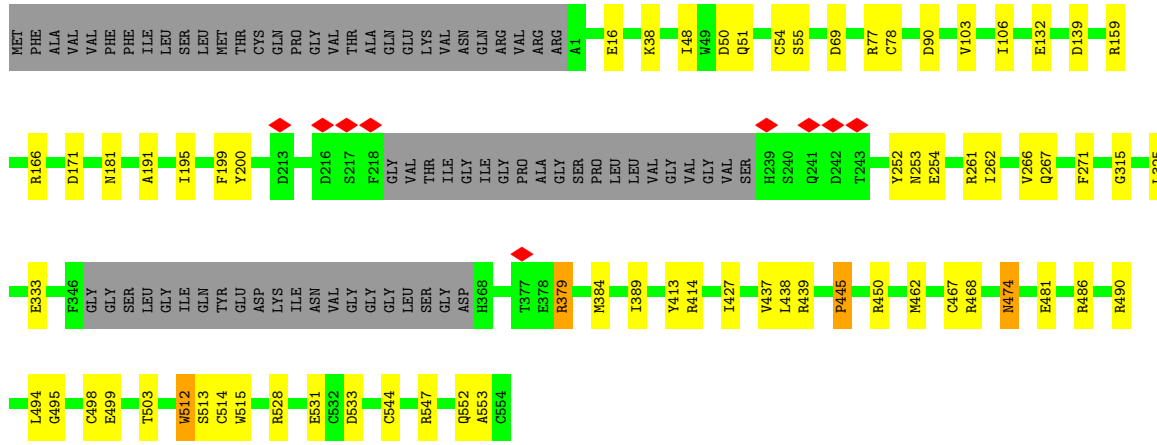 MET PHE ALA VAL VAL PHE PHE ILE LEU SER LEU MET THR CYS GLN PRO GLY VAL THR ALA GLN GLU LYS VAL ASN GLN ARG VAL ARG ARG A1 E16 K38 I48 W49 D50 Q51 C54 S55 D69 R77 C78 D90 V103 I106 E132 D139 R159
R166 D171 N181 A191 I195 F199 Y200 D213 D216 S217 F218 GLY VAL THR ILE GLY ILE GLY PRO ALA GLY SER PRO LEU LEU VAL GLY VAL GLY VAL SER H239 S240 Q241 D242 T243 Y252 N253 E254 R261 I262 V266 Q267 F271 G315
E333 F346 GLY GLY SER LEU GLY ILE GLN TYR GLU ASP LYS ILE ASN VAL GLY GLY GLY LEU SER GLY ASP H368 T377 E378 R379 M384 I389 Y413 R414 I427 V437 L438 R439 P445 R450 M462 C467 R468 N474 E481 R486 R490
L494 G495 C498 E499 T503 W512 S513 C514 W515 R528 E531 C532 D533 C544 R547 Q552 A553 C554